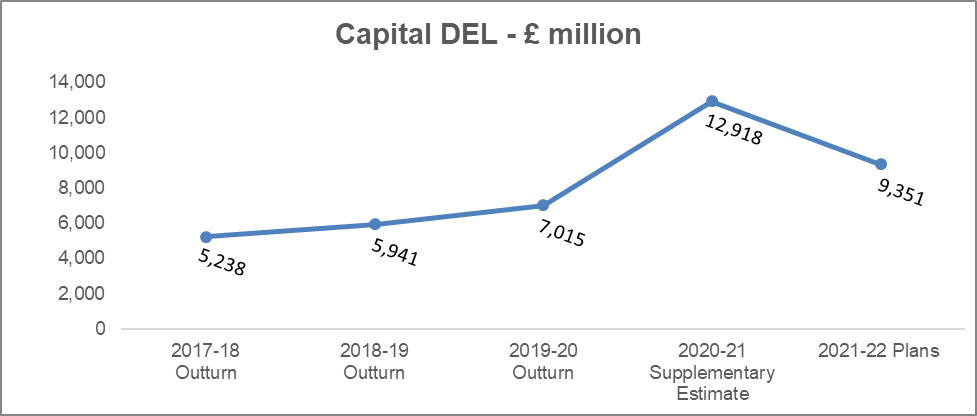 Capital DEL - £ million
14,000
12,000
10,000
8,000
6,000
4,000
2,000
0
5,238
5,941
7,015
12,918
9,351
2017-18
Outturn
2018-19
Outturn
2019-20
Outturn
2020-21
Supplementary
Estimate
2021-22 Plans